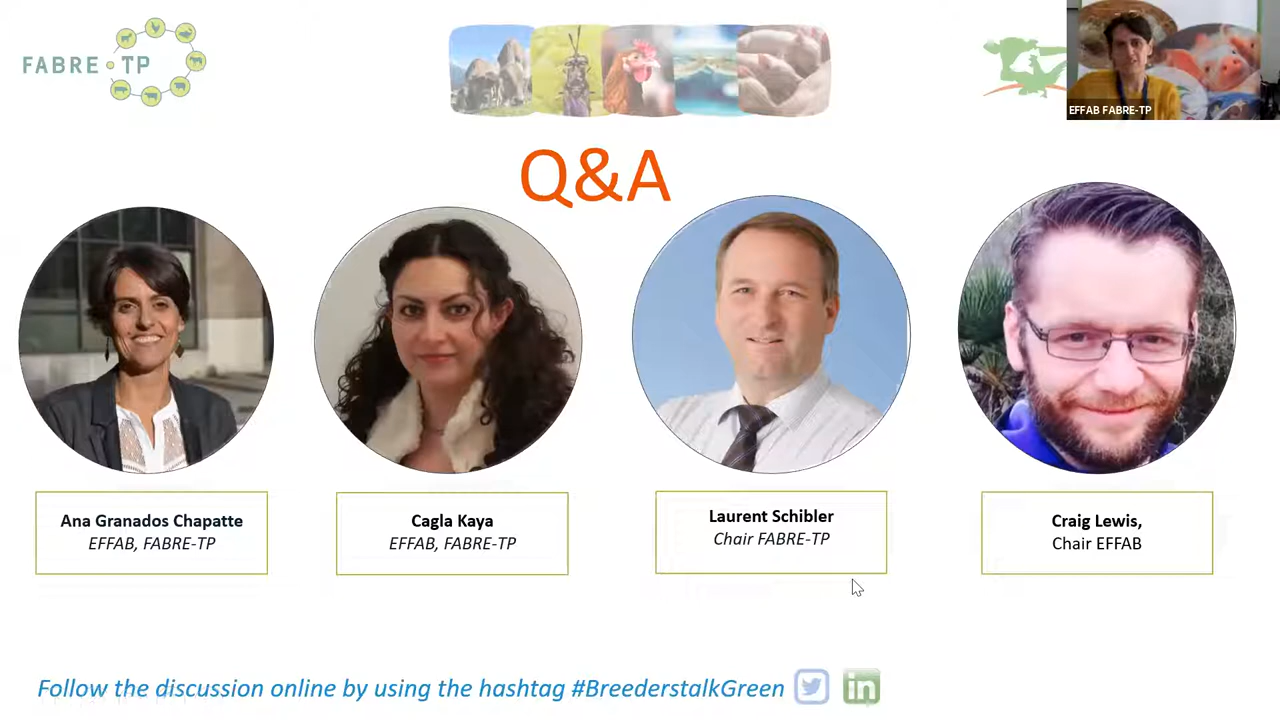 FABRE TP
EFFAB FABRE-TP
Q&A
Ana Granados Chapatte
EFFAB, FABRE-TP
Cagla Kaya
EFFAB, FABRE-TP
Laurent Schibler
Chair FABRE-TP
Craig Lewis,
Chair EFFAB
Follow the discussion online by using the hashtag #BreederstalkGreen
in